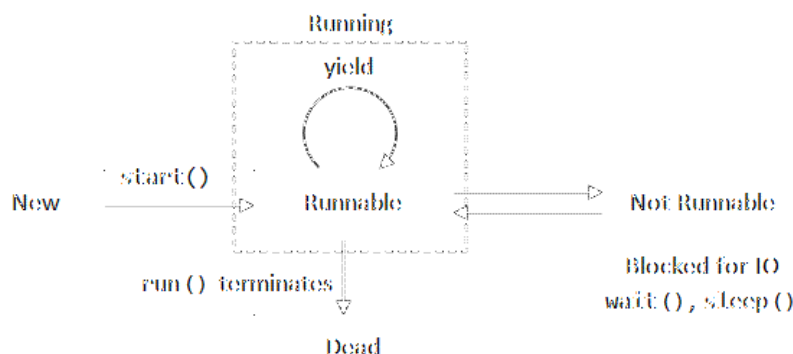 Running
yield
start()
New
Runnable
Not Runnable
Blocked for IO
wait(), sleep()
run() terminates
Dead